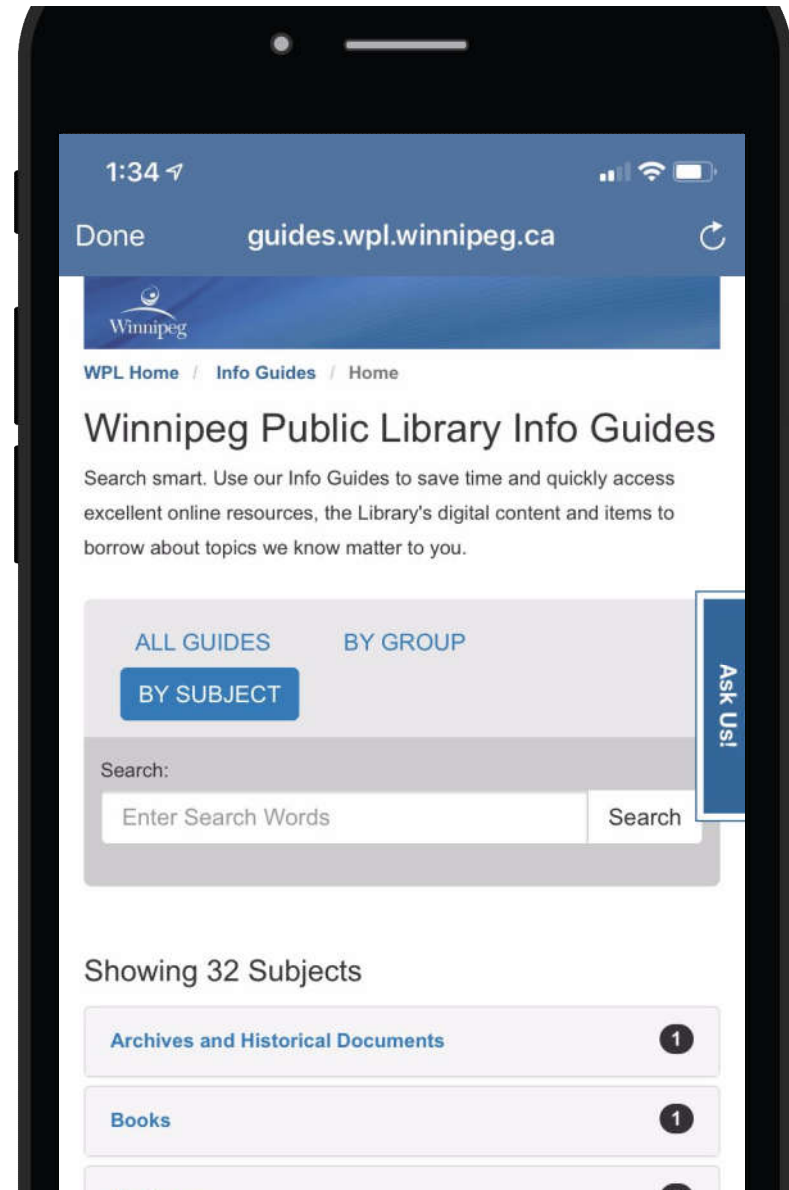 1:34
Done guides.wpl.winnipeg.ca
Winnipeg
WPL Home / Info Guides / Home
Winnipeg Public Library Info Guides
Search smart. Use our Info Guides to save time and quickly access
excellent online resources, the Library's digital content and items to
borrow about topics we know matter to you.
ALL GUIDES BY GROUP
BY SUBJECT
Ask Us!
Search:
Enter Search Words Search
Showing 32 Subjects
Archives and Historical Documents 1
Books 1